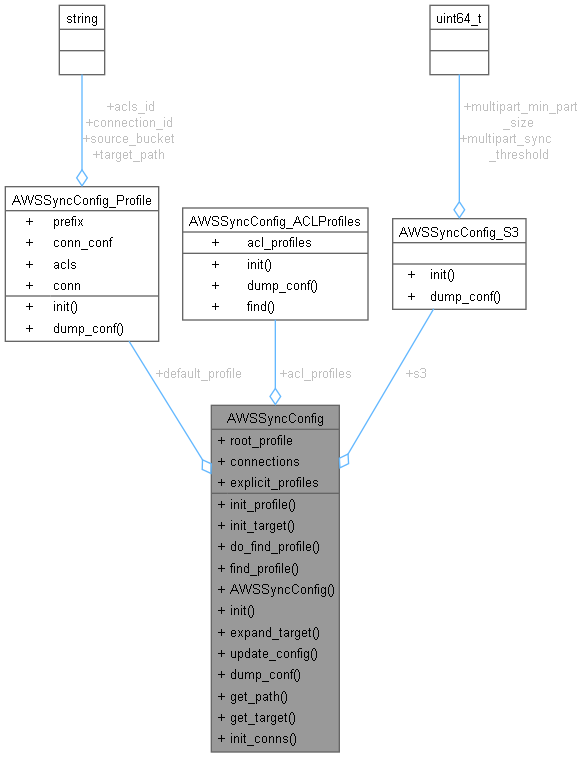 string
uint64_t
+acls_id
+connection_id
+source_bucket
+target_path
+multipart_min_part
_size
+multipart_sync
_threshold
AWSSyncConfig_Profile
+ prefix
+ conn_conf
+ acls
+ conn
+ init()
+ dump_conf()
AWSSyncConfig_ACLProfiles
+ acl_profiles
+ init()
+ dump_conf()
+ find()
AWSSyncConfig_S3
+ init()
+ dump_conf()
+default_profile
+acl_profiles
+s3
AWSSyncConfig
+ root_profile
+ connections
+ explicit_profiles
+ init_profile()
+ init_target()
+ do_find_profile()
+ find_profile()
+ AWSSyncConfig()
+ init()
+ expand_target()
+ update_config()
+ dump_conf()
+ get_path()
+ get_target()
+ init_conns()